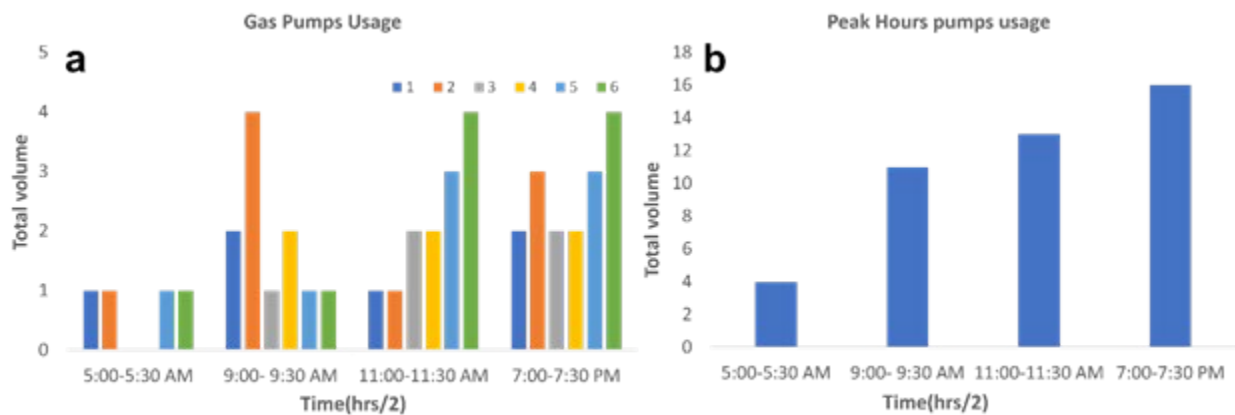 Gas Pumps Usage
a
5
4
3
2
1
0
Total volume
1 2 3 4 5 6
5:00-5:30 AM 9:00- 9:30 AM 11:00-11:30 AM 7:00-7:30 PM
Time(hrs/2)
Peak Hours pumps usage
b
18
16
14
12
10
8
6
4
2
0
Total volume
5:00-5:30 AM 9:00- 9:30 AM 11:00-11:30 AM 7:00-7:30 PM
Time(hrs/2)